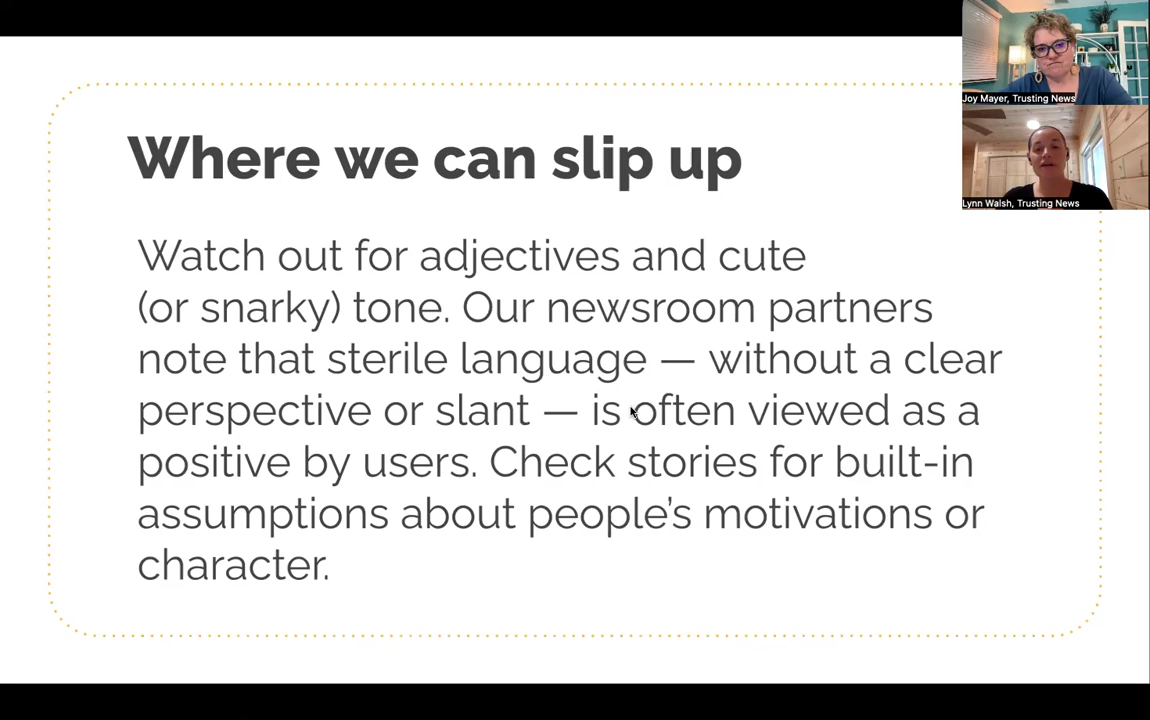 Where we can slip up
Watch out for adjectives and cute
(or snarky) tone. Our newsroom partners
note that sterile language — without a clear
perspective or slant — is often viewed as a
positive by users. Check stories for built-in
assumptions about people’s motivations or
character.
Joy Mayer, Trusting News
Lynn Walsh, Trusting News